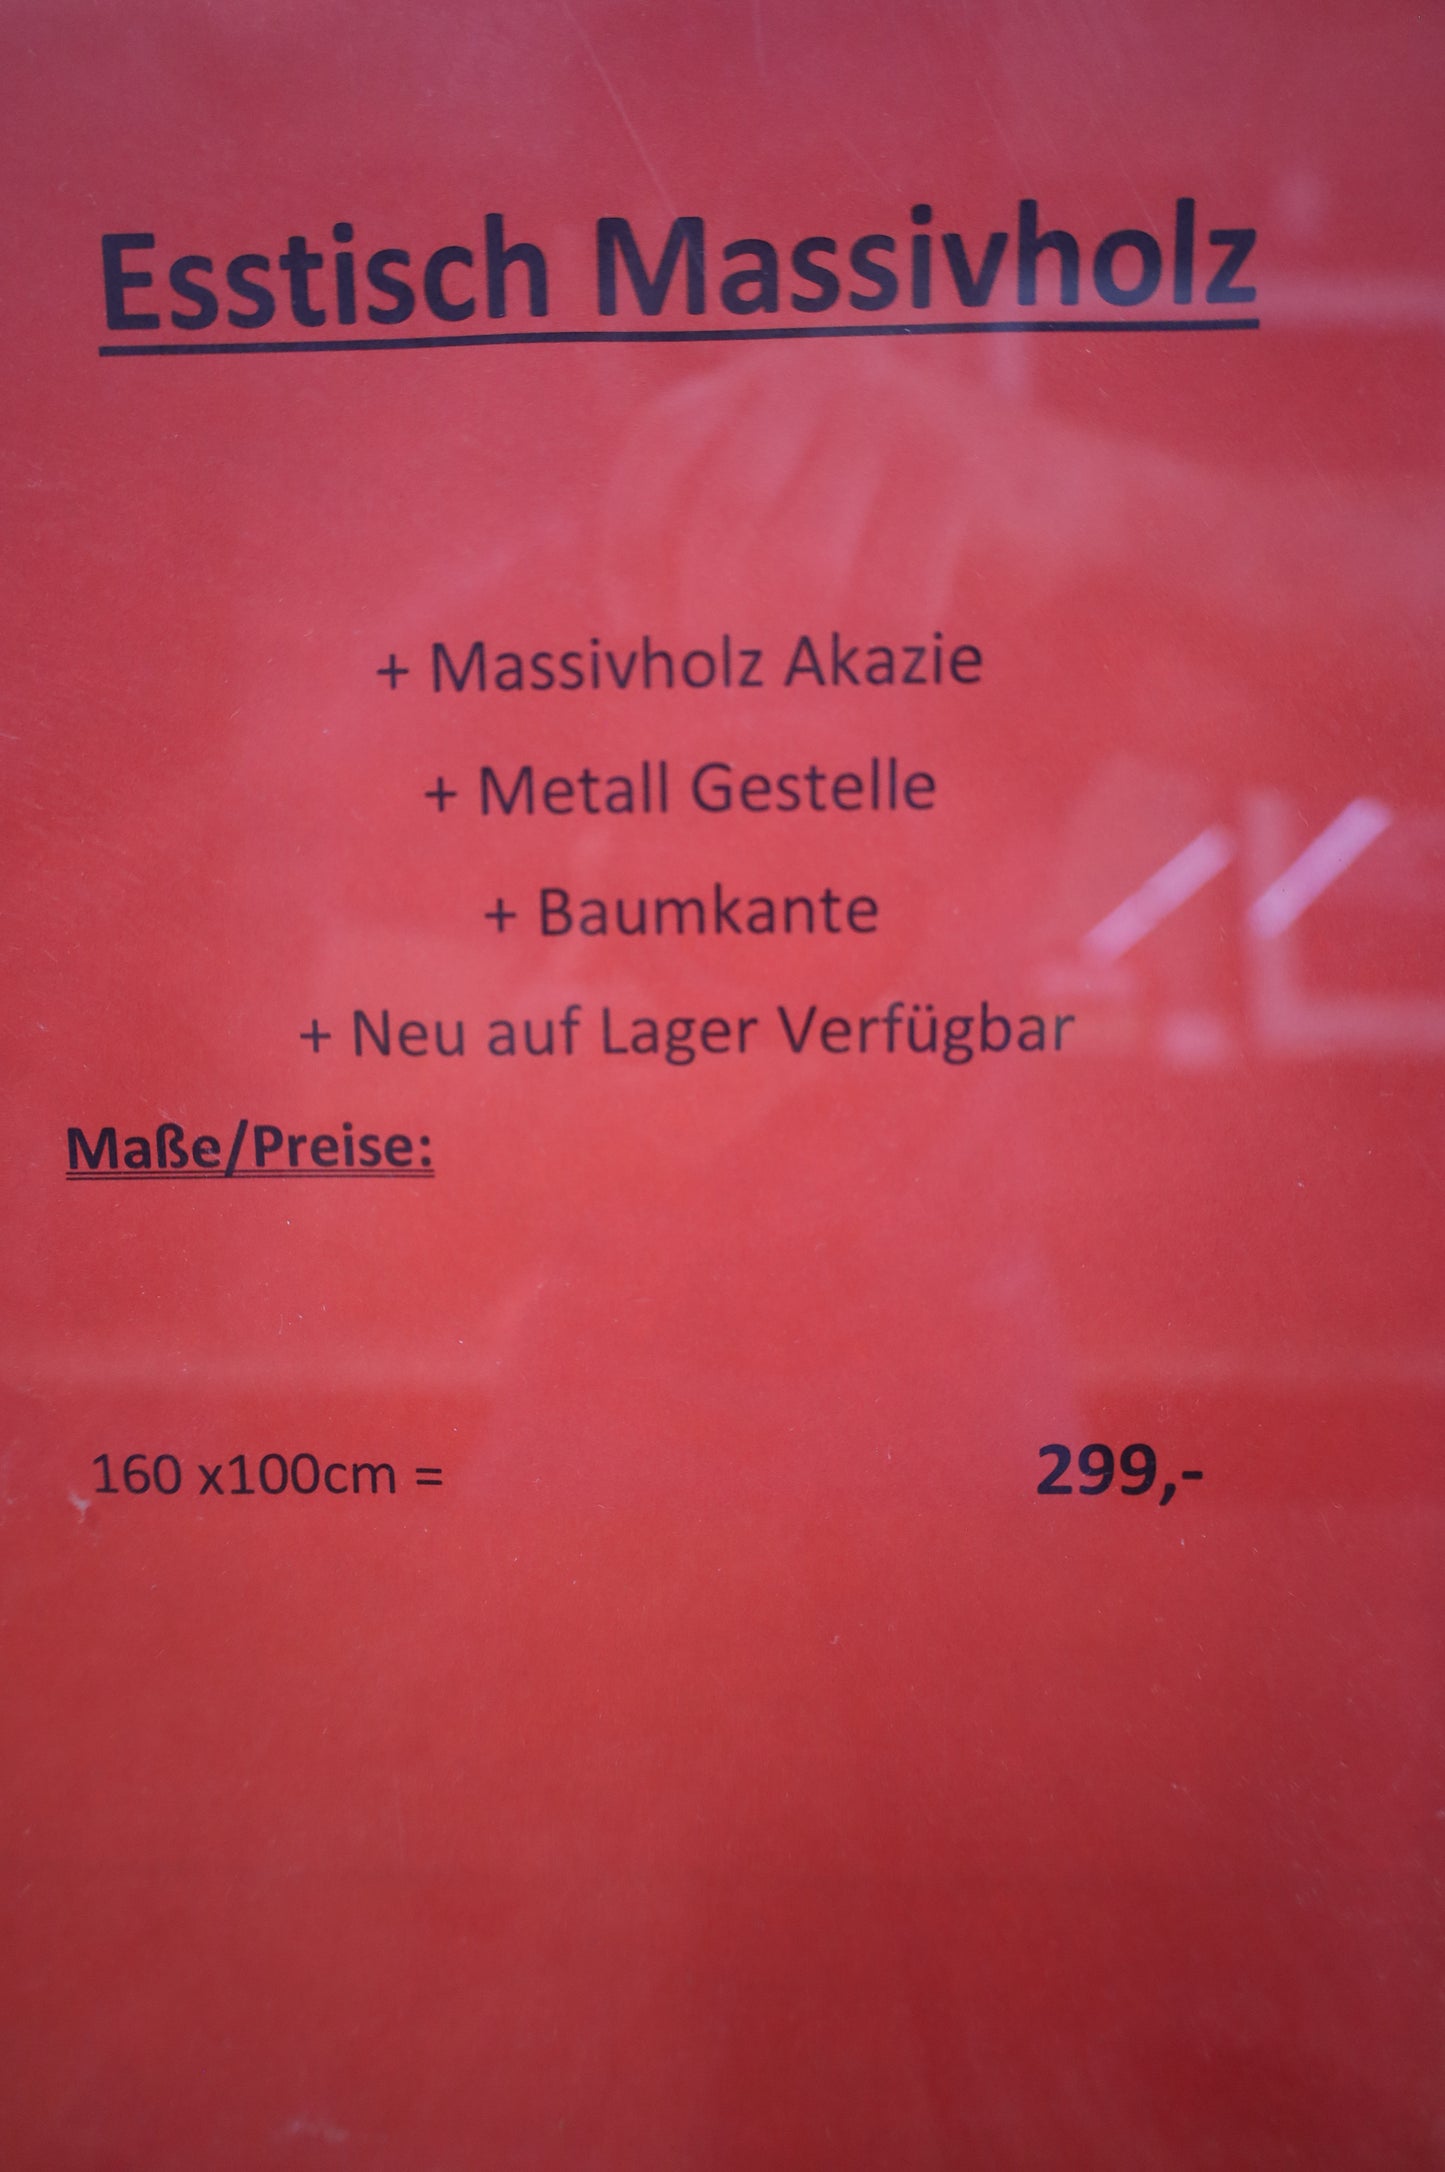 Esstisch Massivholz
+ Massivholz Akazie
+ Metall Gestelle
+ Baumkante
+ Neu auf Lager Verfügbar
Maße/Preise:
160 x100cm = 299,-